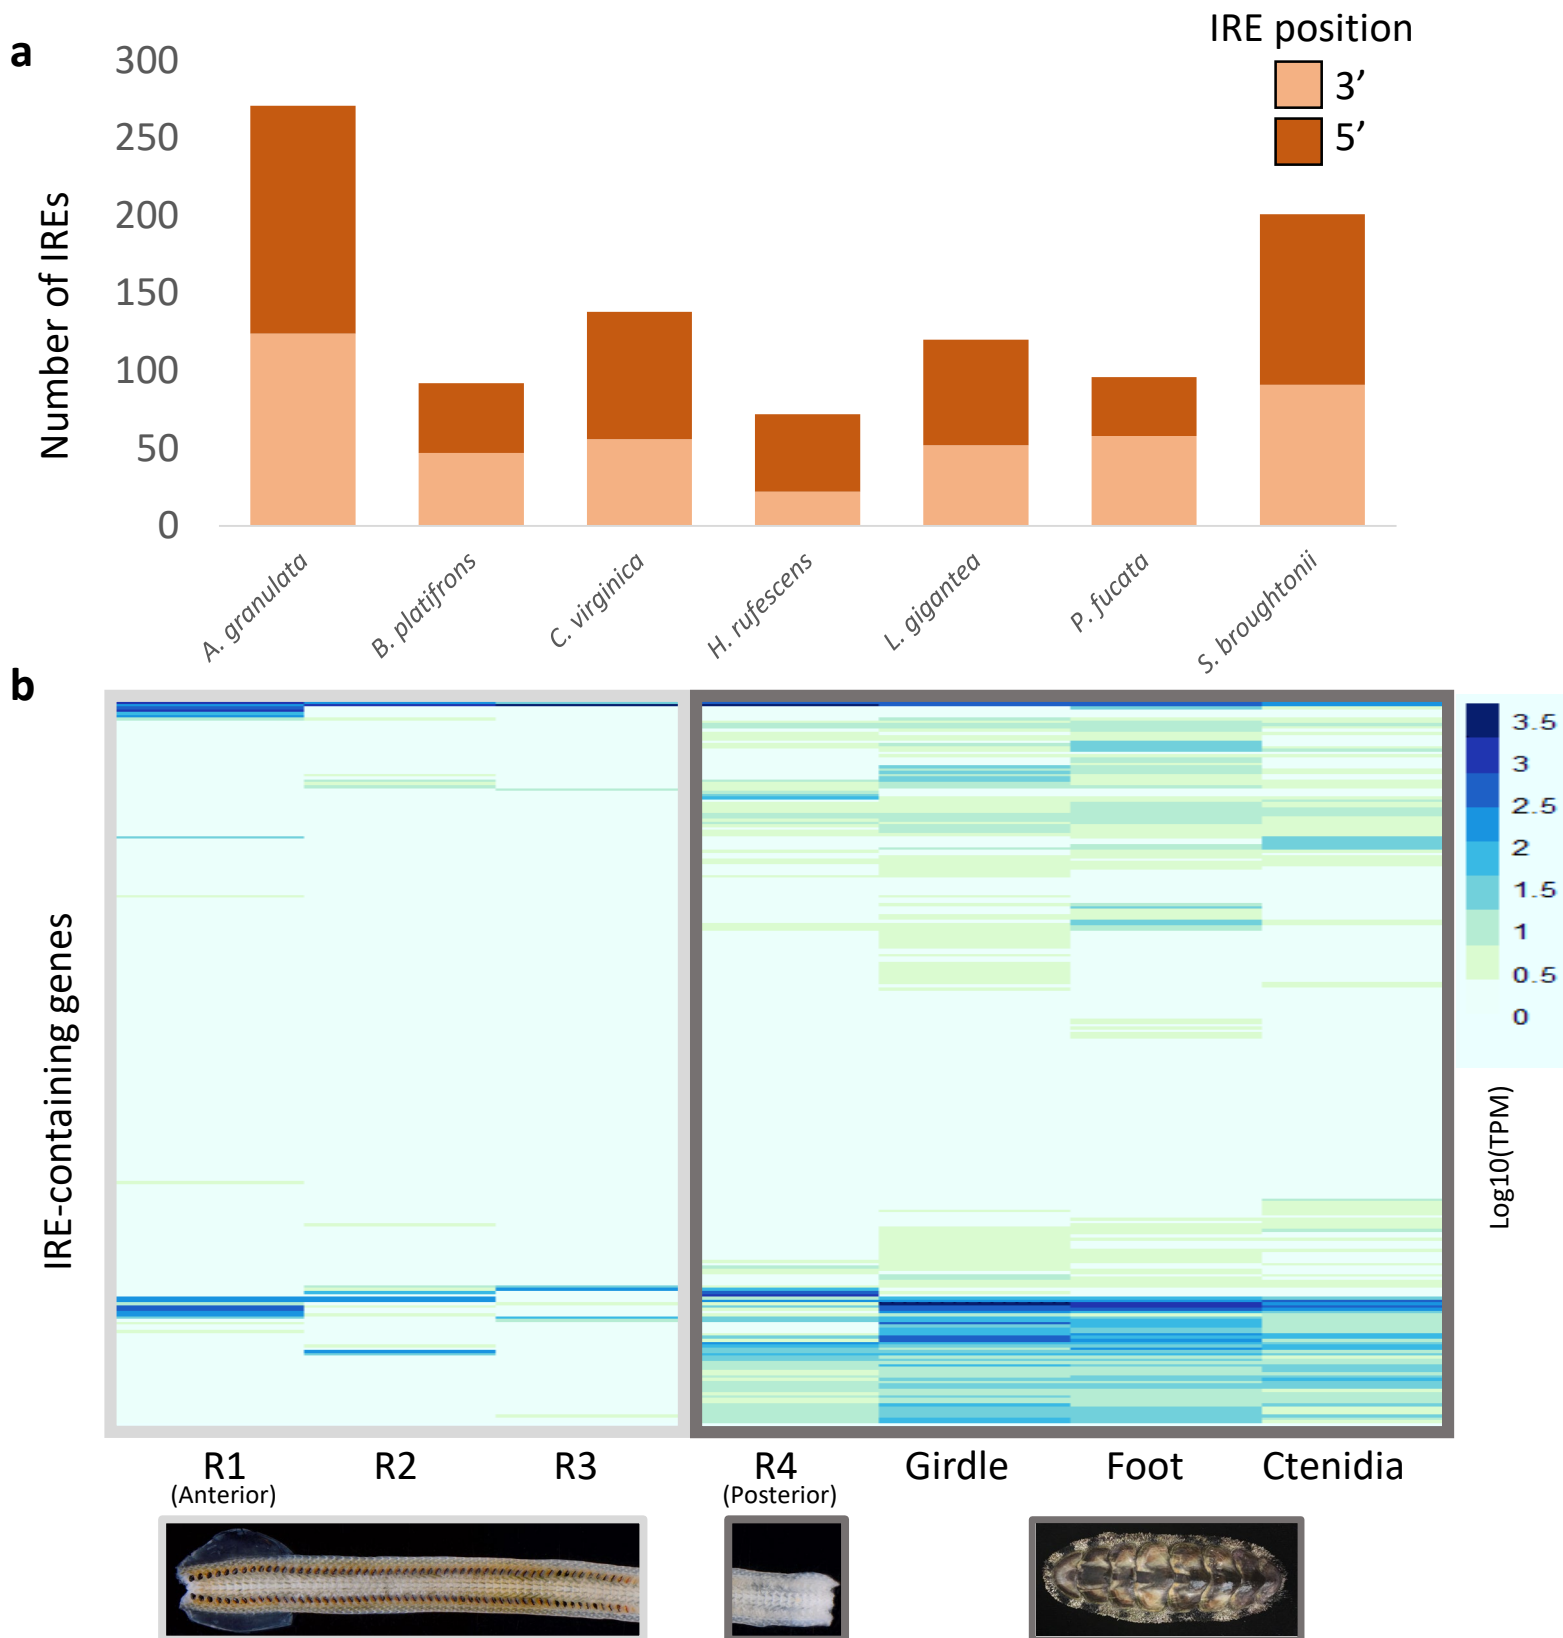 a
IRE position
3’
5’
300
250
200
150
100
50
0
Number of IREs
A. granulata
B. platifrons
C. virginica
H. rufescens
L. gigantea
P. fucata
S. broughtonii
b
3.5
3
2.5
2
1.5
1
0.5
0
Log10(TPM)
IRE-containing genes
R1
(Anterior)
R2
R3
R4
(Posterior)
Girdle
Foot
Ctenidia